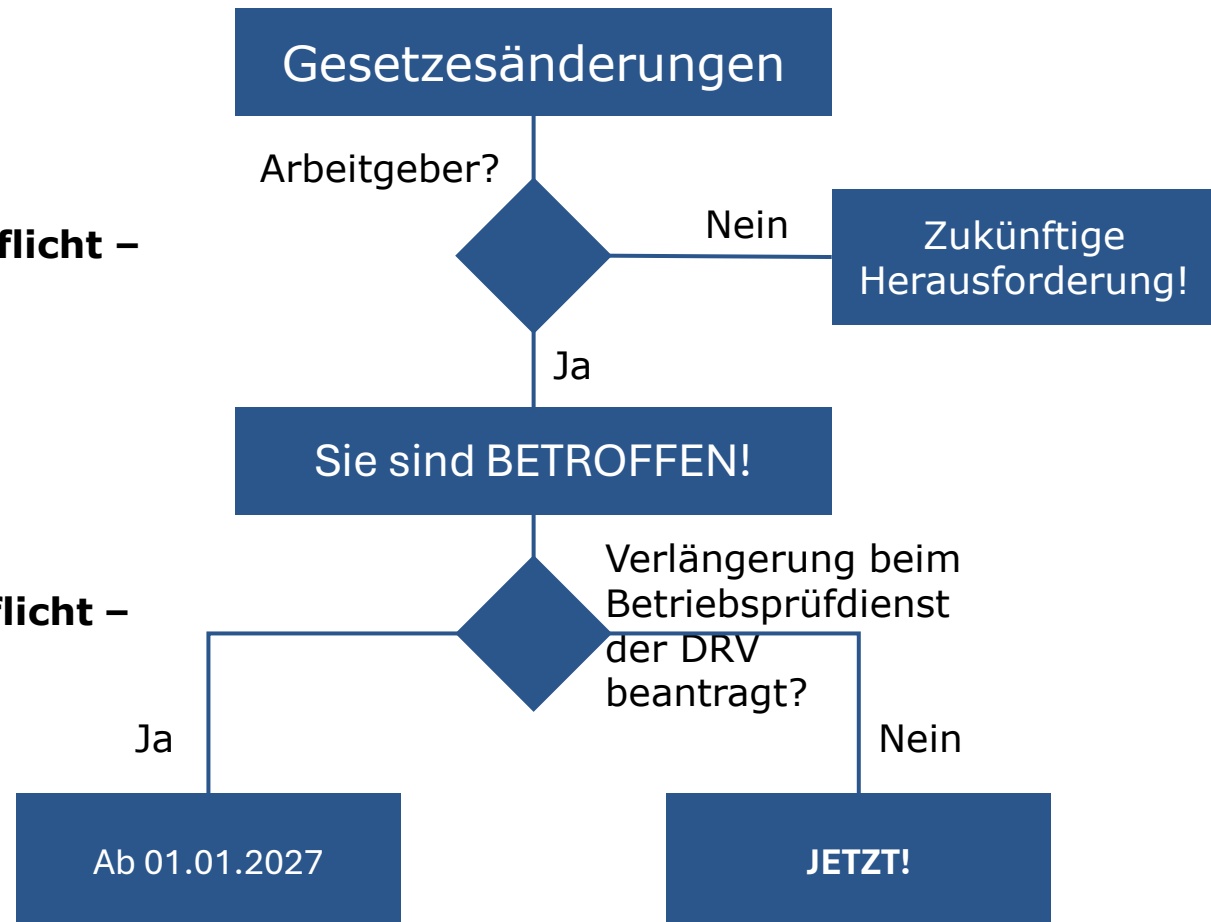 Gesetzesänderungen
Arbeitgeber?
flicht –
Nein
Zukünftige
Herausforderung!
Ja
Sie sind BETROFFEN!
Verlängerung beim
Betriebsprüfdienst
der DRV
beantragt?
flicht –
Ja
Nein
Ab 01.01.2027
JETZT!